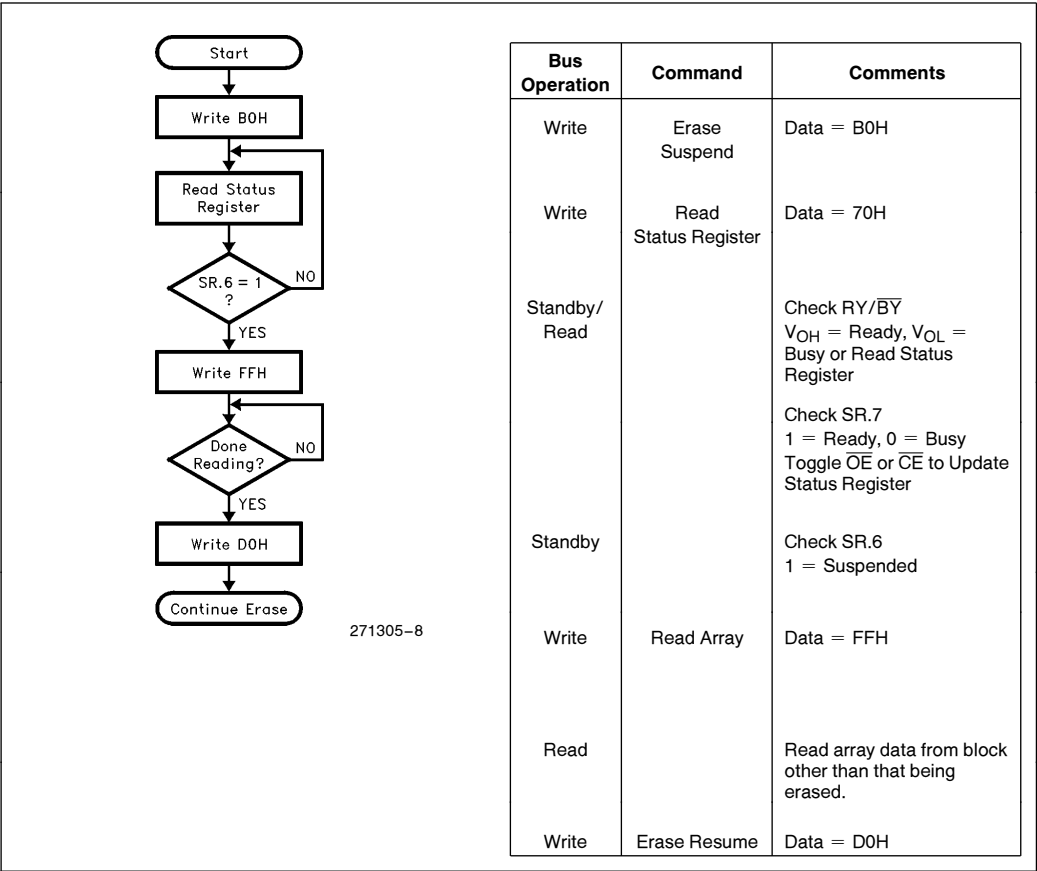 Start
Write B0H
Read Status
Register
SR.6 = 1
?
NO
YES
Write FFH
Done
Reading?
NO
YES
Write D0H
Continue Erase
271305–8
Bus
Operation
Command
Comments
Write
Erase
Suspend
Data = B0H
Write
Read
Status Register
Data = 70H
Standby/
Read
Check RY/B̅Y̅
VOH = Ready, VOL =
Busy or Read Status
Register
Check SR.7
1 = Ready, 0 = Busy
Toggle O̅E̅ or C̅E̅ to Update
Status Register
Standby
Check SR.6
1 = Suspended
Write
Read Array
Data = FFH
Read
Read array data from block
other than that being
erased.
Write
Erase Resume
Data = D0H